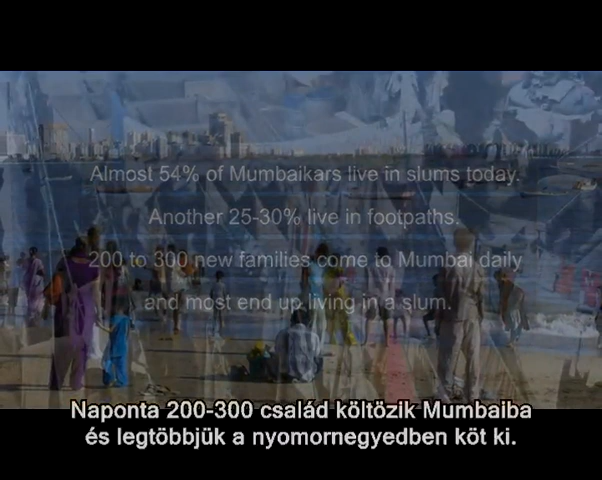 Almost 54% of Mumbaikars live in slums today.
Another 25-30% live in footpaths.
200 to 300 new families come to Mumbai daily
and most end up living in a slum.
Naponta 200-300 család költözik Mumbaiba
és legtöbbjük a nyomornegyedben köt ki.